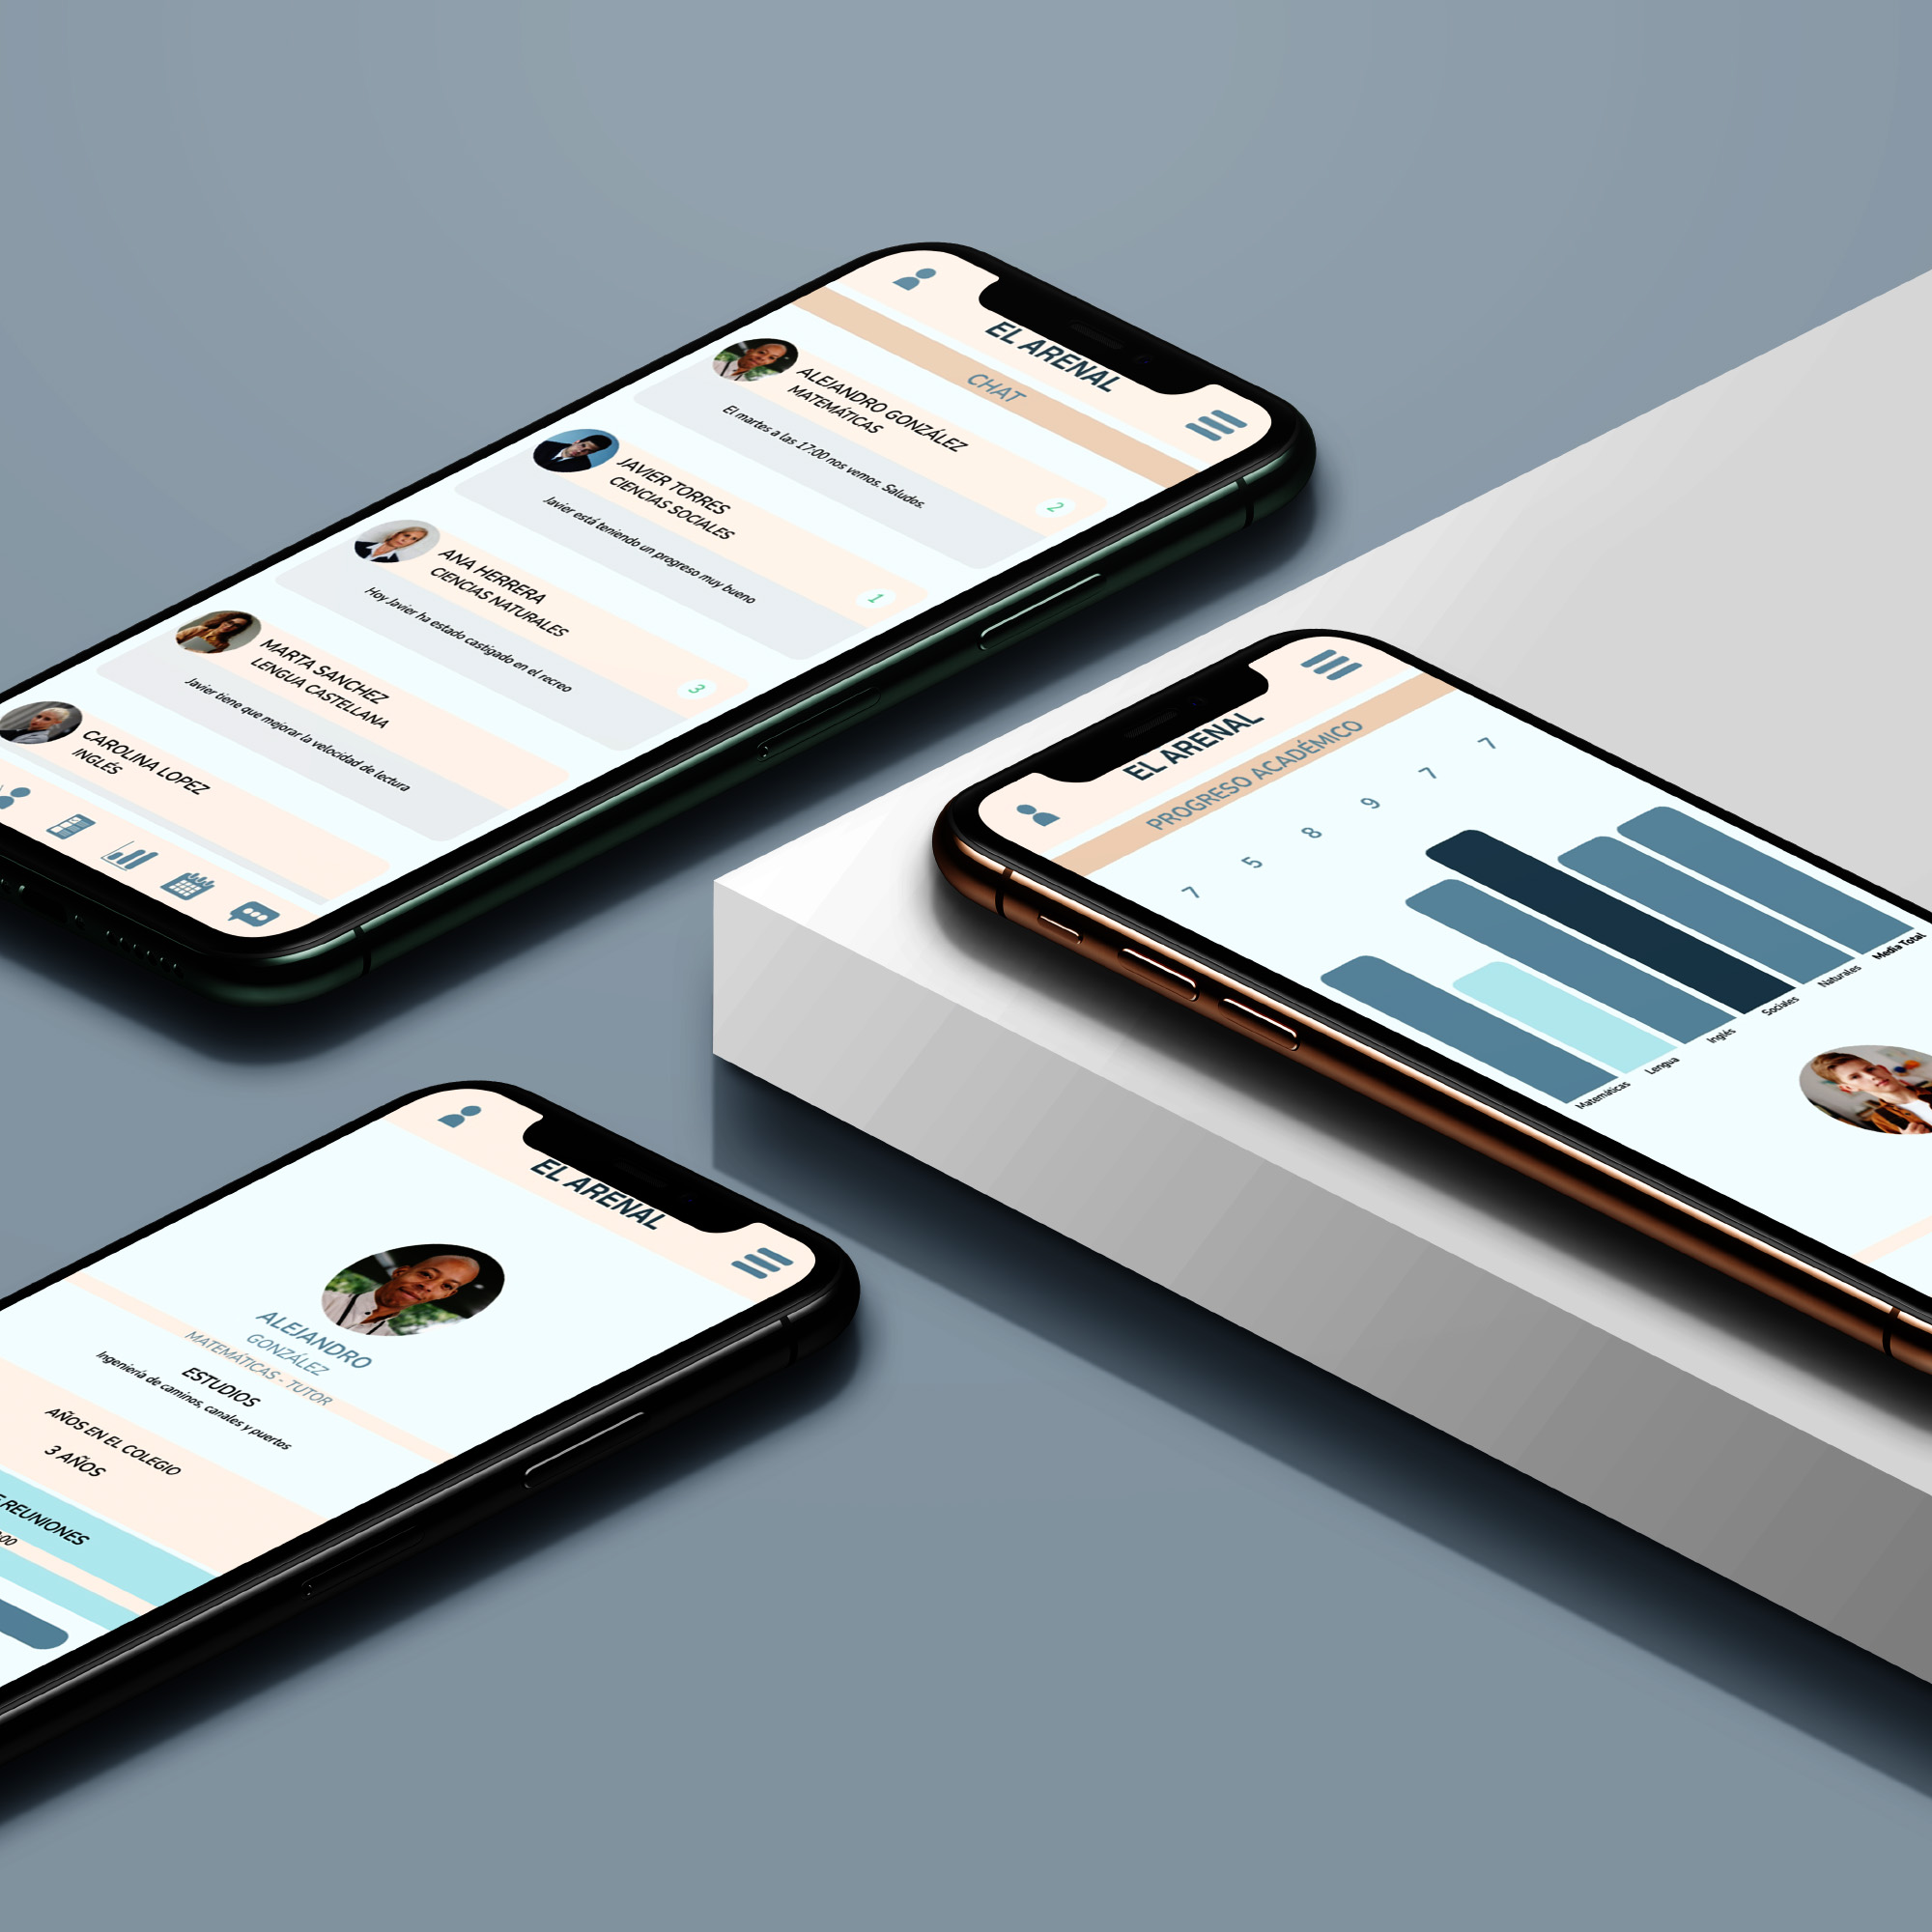 EL ARENAL
CHAT
ALEJANDRO GONZÁLEZ
MATEMÁTICAS
El martes a las 17:00 nos vemos. Saludos.
2
JAVIER TORRES
CIENCIAS SOCIALES
Javier está teniendo un progreso muy bueno
1
ANA HERRERA
CIENCIAS NATURALES
Hoy Javier ha estado castigado en el recreo
3
MARTA SANCHEZ
LENGUA CASTELLANA
Javier tiene que mejorar la velocidad de lectura
CAROLINA LOPEZ
INGLÉS
EL ARENAL
PROGRESO ACADÉMICO
7 5 8 9 7 7
Matemáticas
Lengua
Inglés
Sociales
Naturales
Media Total
EL ARENAL
ALEJANDRO
GONZÁLEZ
MATEMÁTICAS - TUTOR
ESTUDIOS
Ingeniería de caminos, canales y puertos
AÑOS EN EL COLEGIO
3 AÑOS
REUNIONES